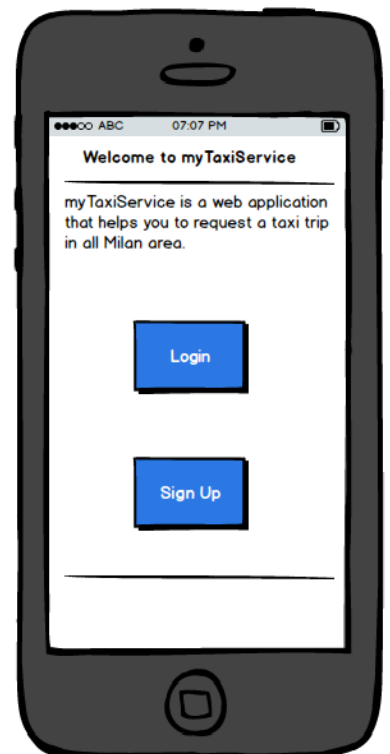 ABC 07:07 PM
Welcome to myTaxiService
myTaxiService is a web application
that helps you to request a taxi trip
in all Milan area.
Login
Sign Up